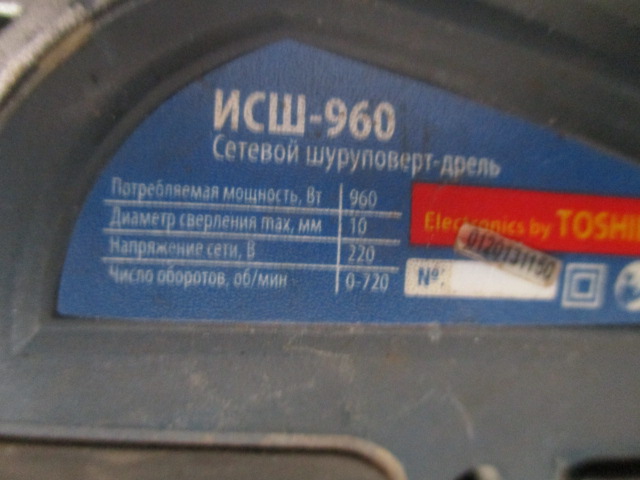 ИСШ-960
Сетевой шуруповерт-дрель
Потребляемая мощность, Вт 960
Диаметр сверления max, мм 10
Напряжение сети, В 220
Число оборотов, об/мин 0-720
Electronics by TOSHI
№: